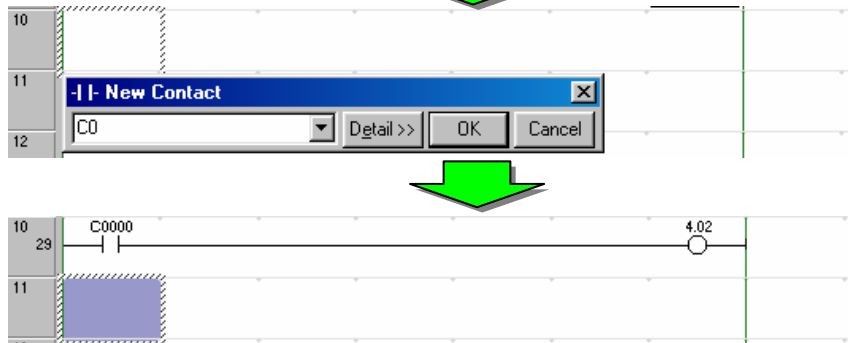 10
11
-| |- New Contact
C0
Detail >>
OK
Cancel
12
10
C0000
4.02
29
11